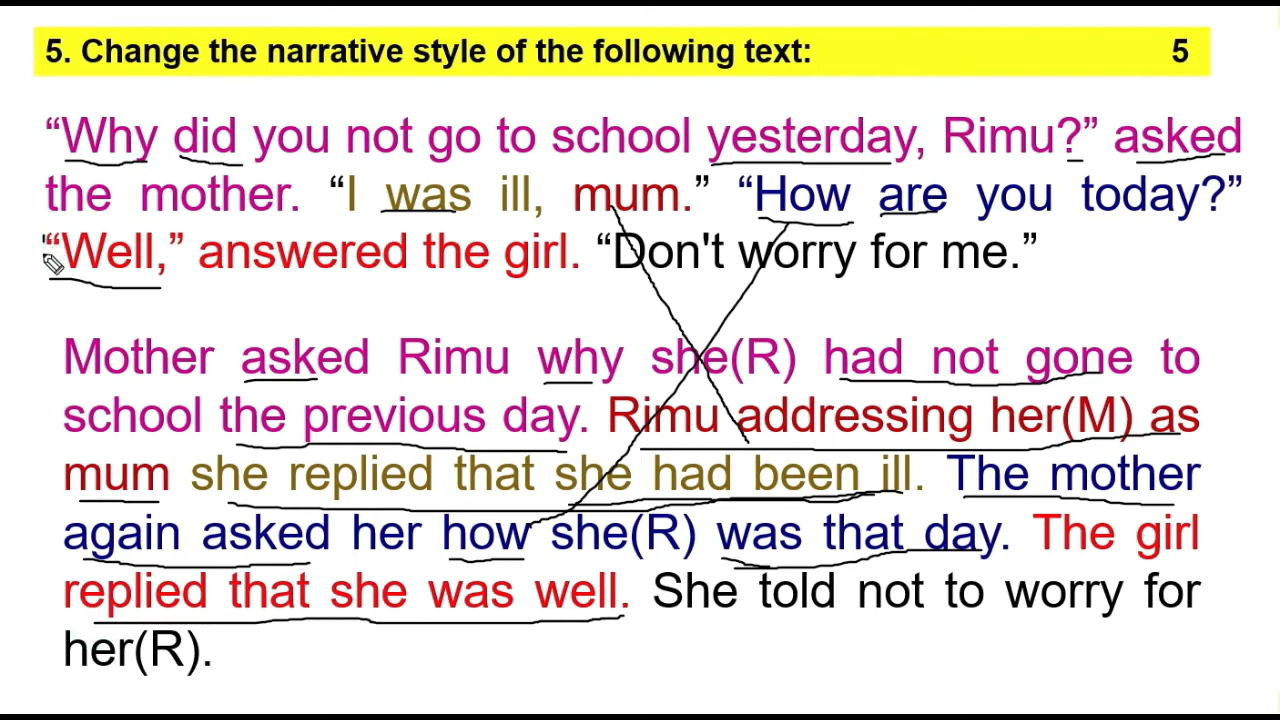 5. Change the narrative style of the following text: 5
“Why did you not go to school yesterday, Rimu?” asked
the mother. “I was ill, mum.” “How are you today?”
“Well,” answered the girl. “Don't worry for me.”
Mother asked Rimu why she(R) had not gone to
school the previous day. Rimu addressing her(M) as
mum she replied that she had been ill. The mother
again asked her how she(R) was that day. The girl
replied that she was well. She told not to worry for
her(R).